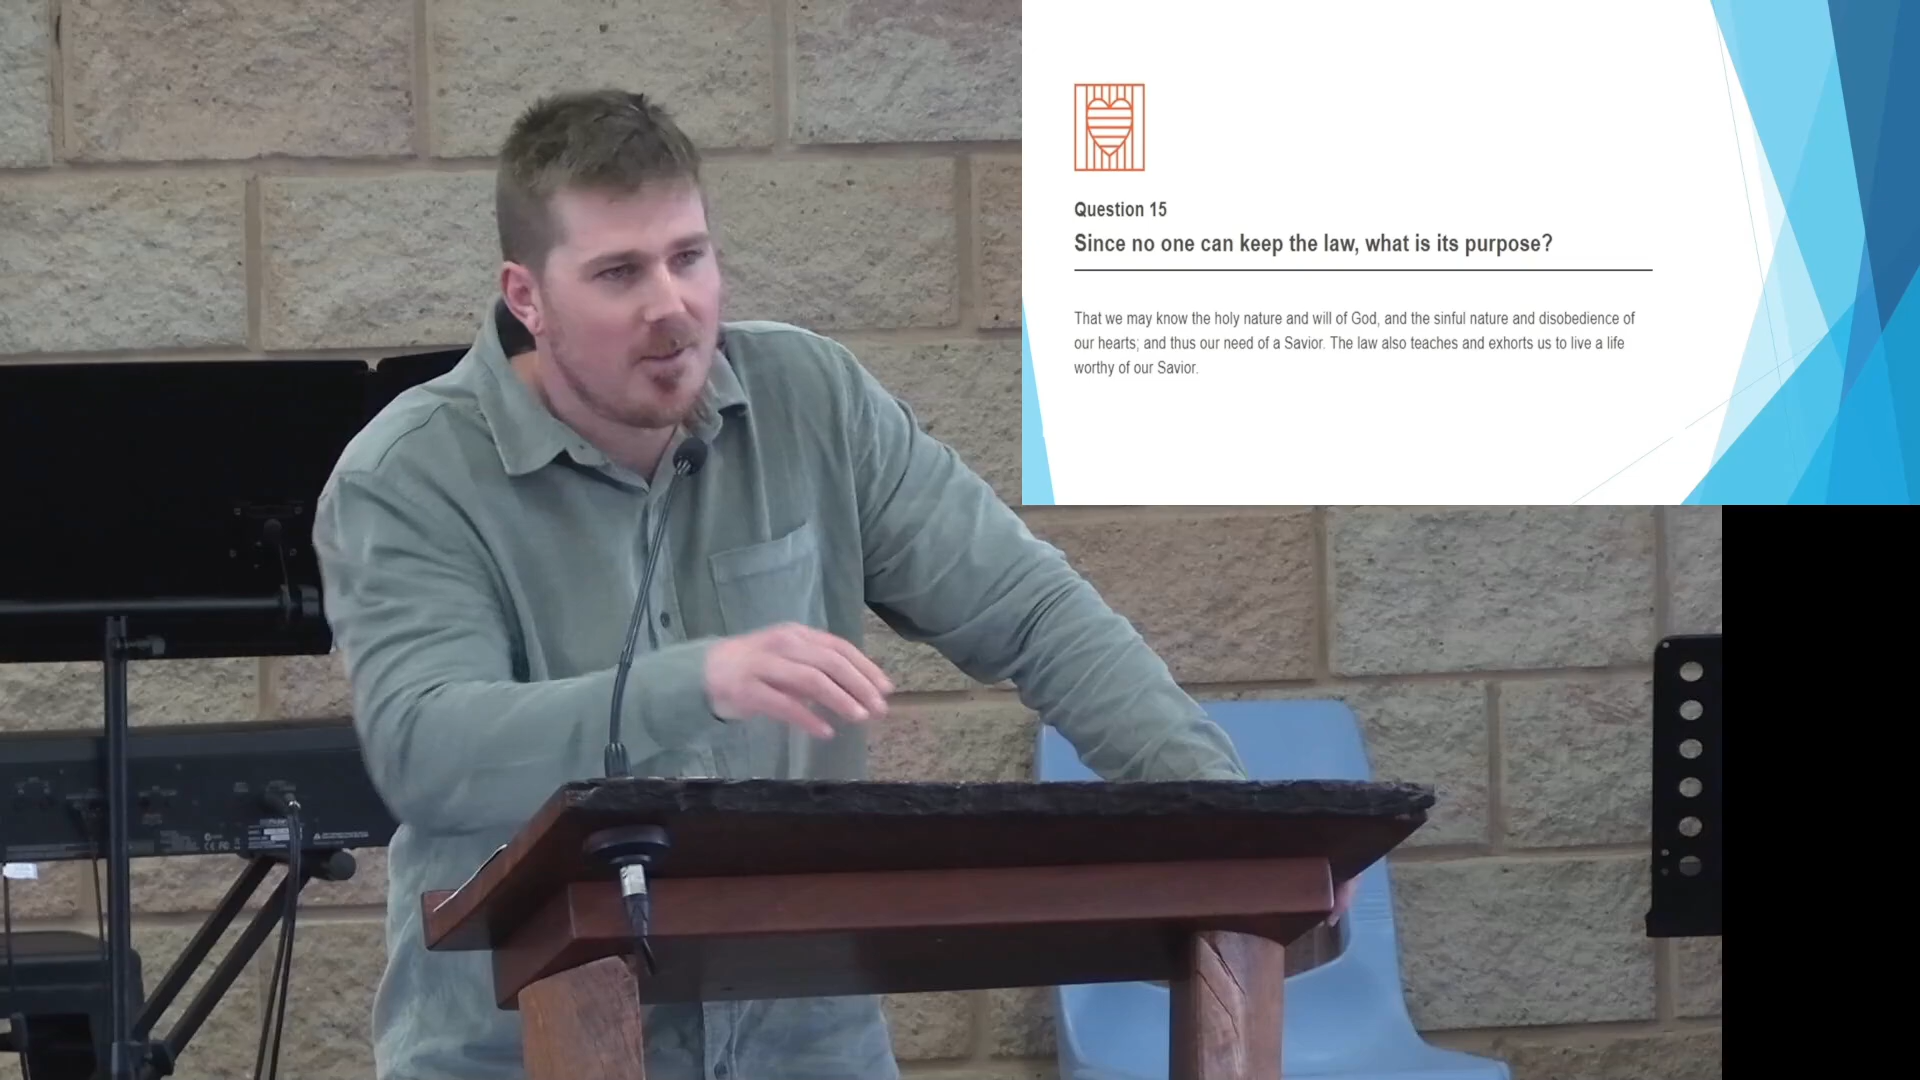 Question 15
Since no one can keep the law, what is its purpose?
That we may know the holy nature and will of God, and the sinful nature and disobedience of
our hearts; and thus our need of a Savior. The law also teaches and exhorts us to live a life
worthy of our Savior.